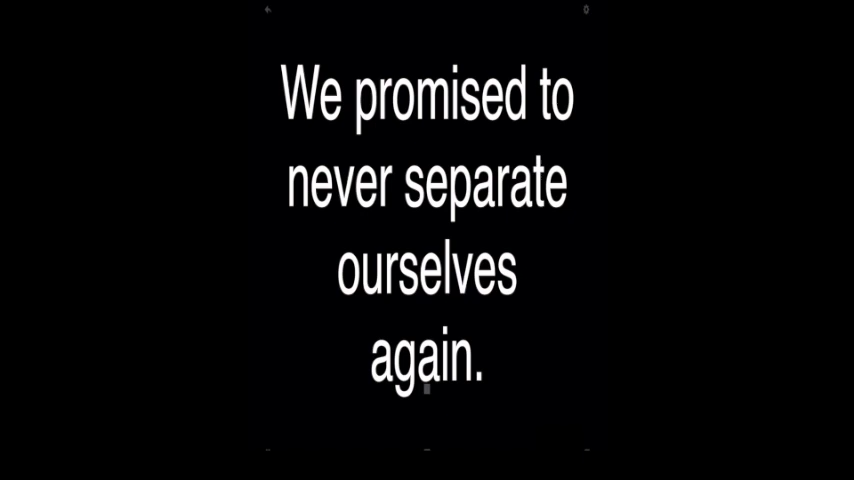 We promised to
never separate
ourselves
again.